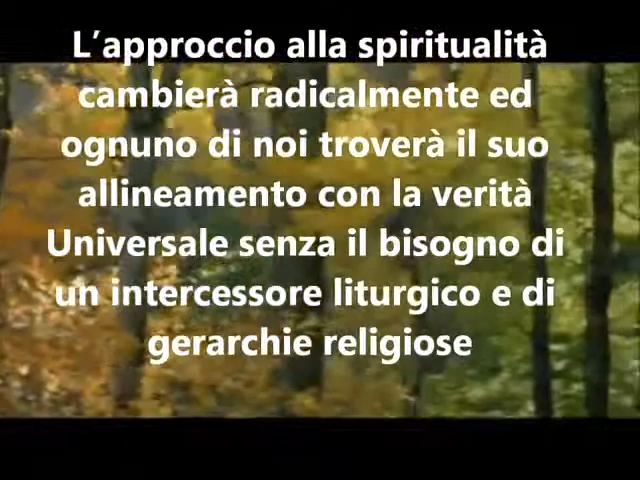 L’approccio alla spiritualità
cambierà radicalmente ed
ognuno di noi troverà il suo
allineamento con la verità
Universale senza il bisogno di
un intercessore liturgico e di
gerarchie religiose